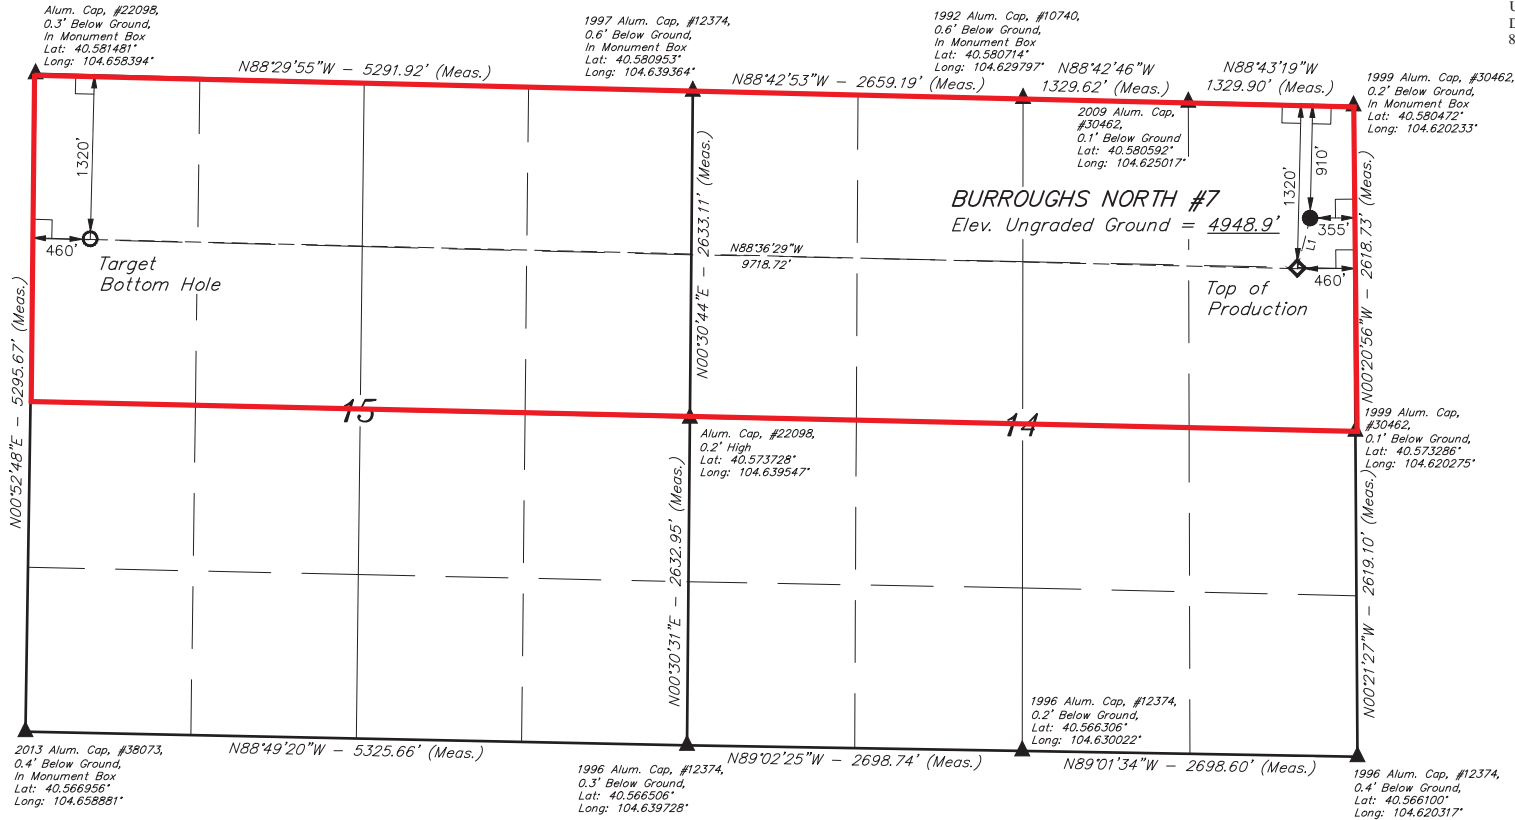 Alum. Cap, #22098,
0.3' Below Ground,
In Monument Box
Lat: 40.581481°
Long: 104.658394°
1997 Alum. Cap, #12374,
0.6' Below Ground,
In Monument Box
Lat: 40.580953°
Long: 104.639364°
1992 Alum. Cap, #10740,
0.6' Below Ground,
In Monument Box
Lat: 40.580714°
Long: 104.629797°
U
D
8
N88°29'55"W – 5291.92' (Meas.)
N88°42'53"W – 2659.19' (Meas.)
N88°42'46"W
1329.62' (Meas.)
N88°43'19"W
1329.90' (Meas.)
1999 Alum. Cap, #30462,
0.2' Below Ground,
In Monument Box
Lat: 40.580472°
Long: 104.620233°
2009 Alum. Cap,
#30462,
0.1' Below Ground
Lat: 40.580592°
Long: 104.625017°
1320'
460'
Target
Bottom Hole
N88°36'29"W
9718.72'
BURROUGHS NORTH #7
Elev. Ungraded Ground = 4948.9'
1320'
910'
355'
L1
460'
Top of
Production
N00°52'48"E – 5295.67' (Meas.)
N00°30'44"E – 2633.11' (Meas.)
N00°20'56"W – 2618.73' (Meas.)
15
14
Alum. Cap, #22098,
0.2' High
Lat: 40.573728°
Long: 104.639547°
1999 Alum. Cap,
#30462,
0.1' Below Ground,
Lat: 40.573286°
Long: 104.620275°
N00°30'31"E – 2632.95' (Meas.)
N00°21'27"W – 2619.10' (Meas.)
1996 Alum. Cap, #12374,
0.2' Below Ground,
Lat: 40.566306°
Long: 104.630022°
2013 Alum. Cap, #38073,
0.4' Below Ground,
In Monument Box
Lat: 40.566956°
Long: 104.658881°
N88°49'20"W – 5325.66' (Meas.)
1996 Alum. Cap, #12374,
0.3' Below Ground,
Lat: 40.566506°
Long: 104.639728°
N89°02'25"W – 2698.74' (Meas.)
N89°01'34"W – 2698.60' (Meas.)
1996 Alum. Cap, #12374,
0.4' Below Ground,
Lat: 40.566100°
Long: 104.620317°